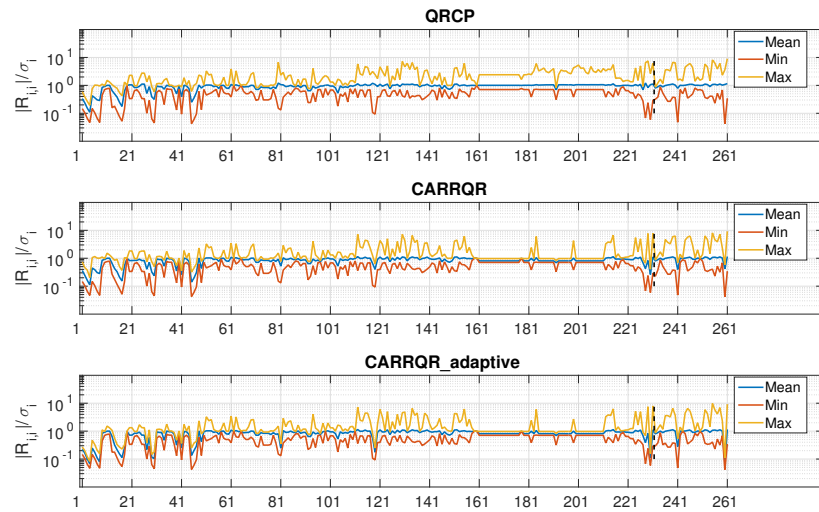 QRCP
|R_{i,i}|/σ_i
10^1
10^0
10^-1
1 21 41 61 81 101 121 141 161 181 201 221 241 261
Mean
Min
Max
CARRQR
|R_{i,i}|/σ_i
10^1
10^0
10^-1
1 21 41 61 81 101 121 141 161 181 201 221 241 261
Mean
Min
Max
CARRQR_adaptive
|R_{i,i}|/σ_i
10^1
10^0
10^-1
1 21 41 61 81 101 121 141 161 181 201 221 241 261
Mean
Min
Max